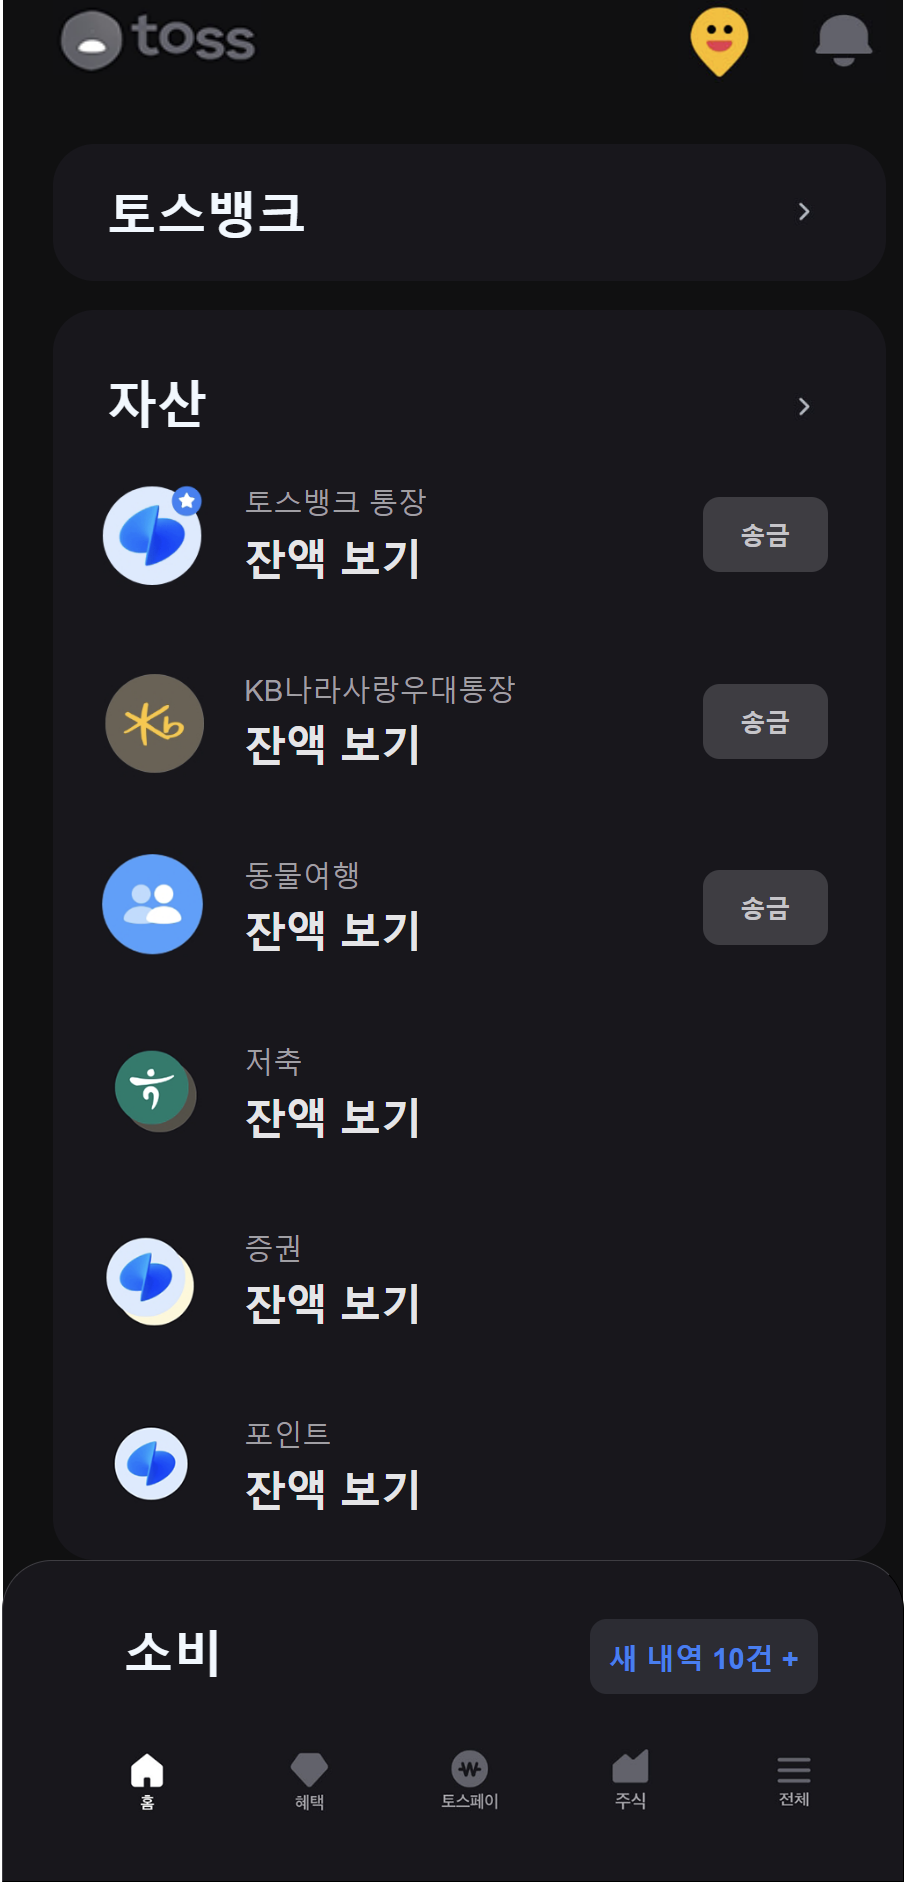 toss
토스뱅크
자산
토스뱅크 통장
잔액 보기
송금
KB나라사랑우대통장
잔액 보기
송금
동물여행
잔액 보기
송금
저축
잔액 보기
증권
잔액 보기
포인트
잔액 보기
소비
새 내역 10건 +
홈
혜택
토스페이
주식
전체